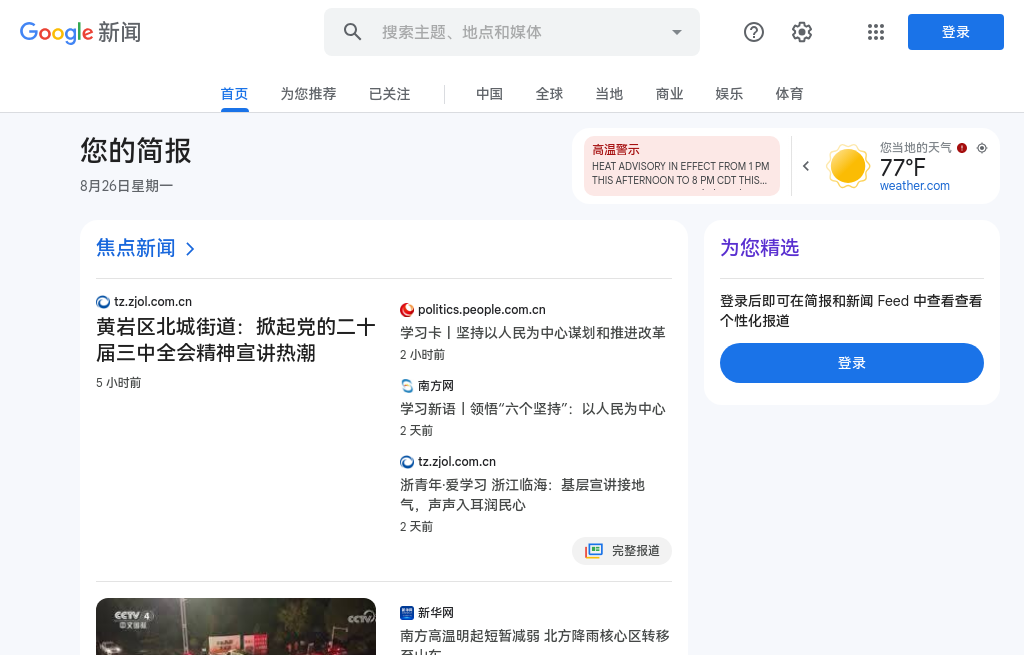 Google 新闻
搜索主题、地点和媒体
登录
首页
为您推荐
已关注
中国
全球
当地
商业
娱乐
体育
您的简报
8月26日星期一
高温警示
HEAT ADVISORY IN EFFECT FROM 1 PM
THIS AFTERNOON TO 8 PM CDT THIS...
您当地的天气
77°F
weather.com
焦点新闻
tz.zjol.com.cn
黄岩区北城街道：掀起党的二十
届三中全会精神宣讲热潮
5 小时前
politics.people.com.cn
学习卡丨坚持以人民为中心谋划和推进改革
2 小时前
南方网
学习新语丨领悟“六个坚持”：以人民为中心
2 天前
tz.zjol.com.cn
浙青年·爱学习 浙江临海：基层宣讲接地
气，声声入耳润民心
2 天前
完整报道
为您精选
登录后即可在简报和新闻 Feed 中查看查看
个性化报道
登录
CCTV 4
中文国际
CCTV
新华网
南方高温明起短暂减弱 北方降雨核心区转移
至山东